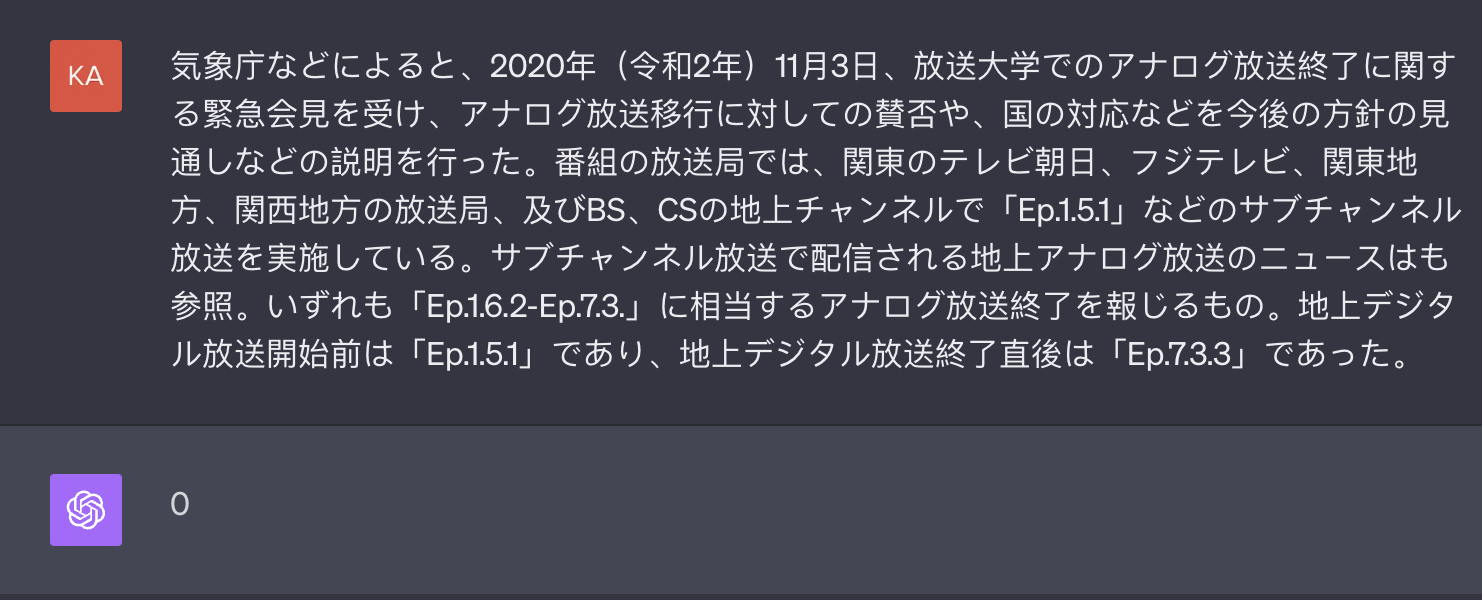 KA
気象庁などによると、2020年（令和2年）11月3日、放送大学でのアナログ放送終了に関す
る緊急会見を受け、アナログ放送移行に対しての賛否や、国の対応などを今後の方針の見
通しなどの説明を行った。番組の放送局では、関東のテレビ朝日、フジテレビ、関東地
方、関西地方の放送局、及びBS、CSの地上チャンネルで「Ep.1.5.1」などのサブチャンネル
放送を実施している。サブチャンネル放送で配信される地上アナログ放送のニュースはも
参照。いずれも「Ep.1.6.2-Ep.7.3.」に相当するアナログ放送終了を報じるもの。地上デジタ
ル放送開始前は「Ep.1.5.1」であり、地上デジタル放送終了直後は「Ep.7.3.3」であった。
0